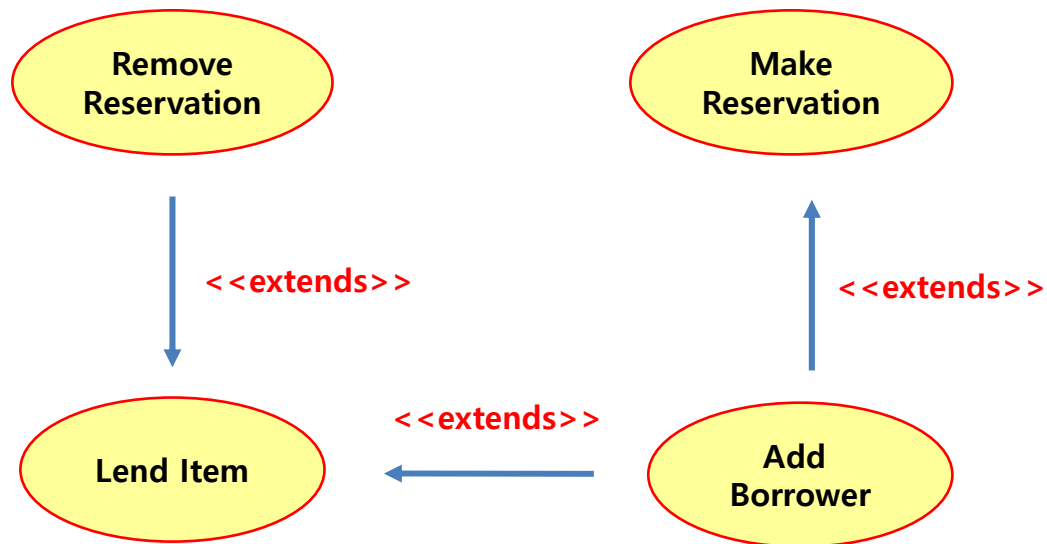 Remove
Reservation
Make
Reservation
<<extends>>
<<extends>>
<<extends>>
Lend Item
Add
Borrower